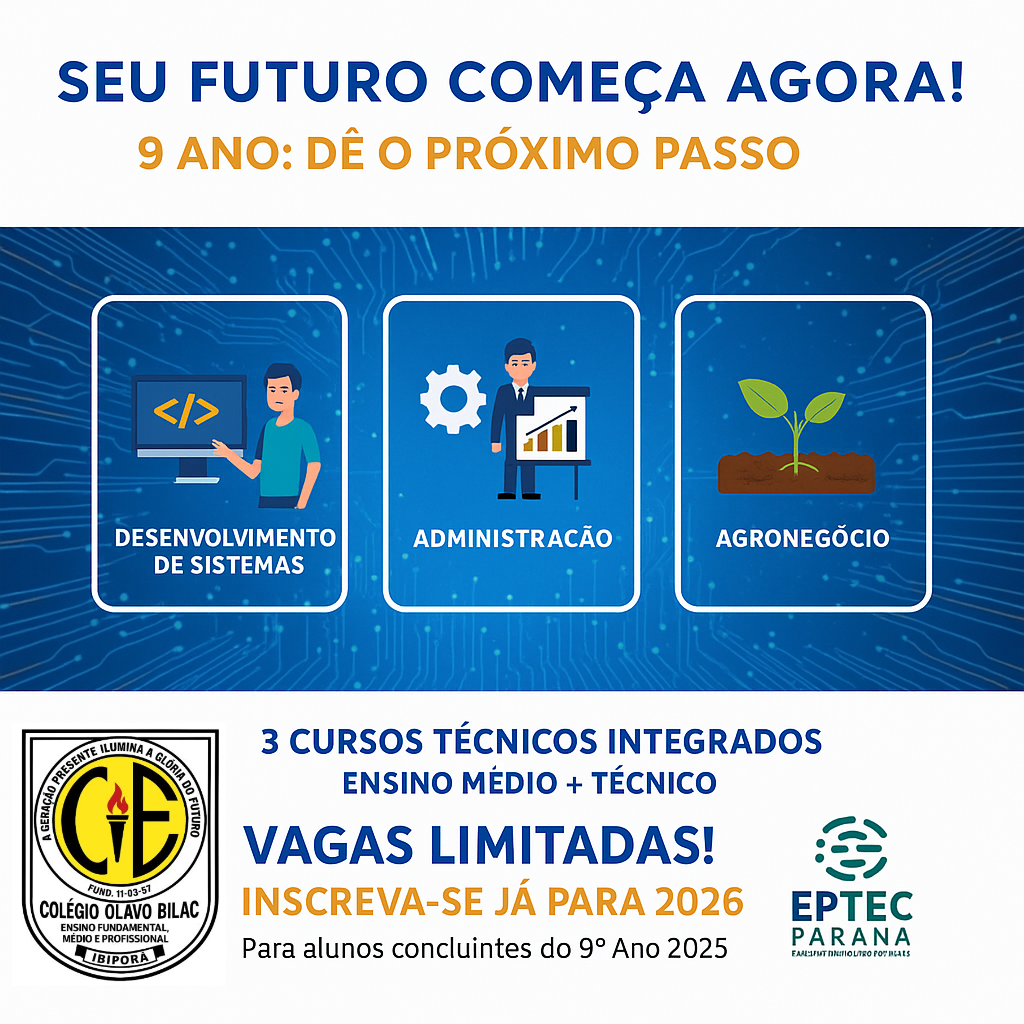 SEU FUTURO COMEÇA AGORA!
9 ANO: DÊ O PRÓXIMO PASSO
</>
DESENVOLVIMENTO
DE SISTEMAS
ADMINISTRACÃO
AGRONEGŎCIO
3 CURSOS TÉCNICOS INTEGRADOS
ENSINO MÉDIO + TÉCNICO
VAGAS LIMITADAS!
INSCREVA-SE JÁ PARA 2026
Para alunos concluintes do 9° Ano 2025
A GERAÇÃO PRESENTE ILUMINA A GLÓRIA DO FUTURO
CE
FUND. 11-03-57
COLÉGIO OLAVO BILAC
ENSINO FUNDAMENTAL,
MÉDIO E PROFISSIONAL
IBIPORÃ
EPTEC
PARANA